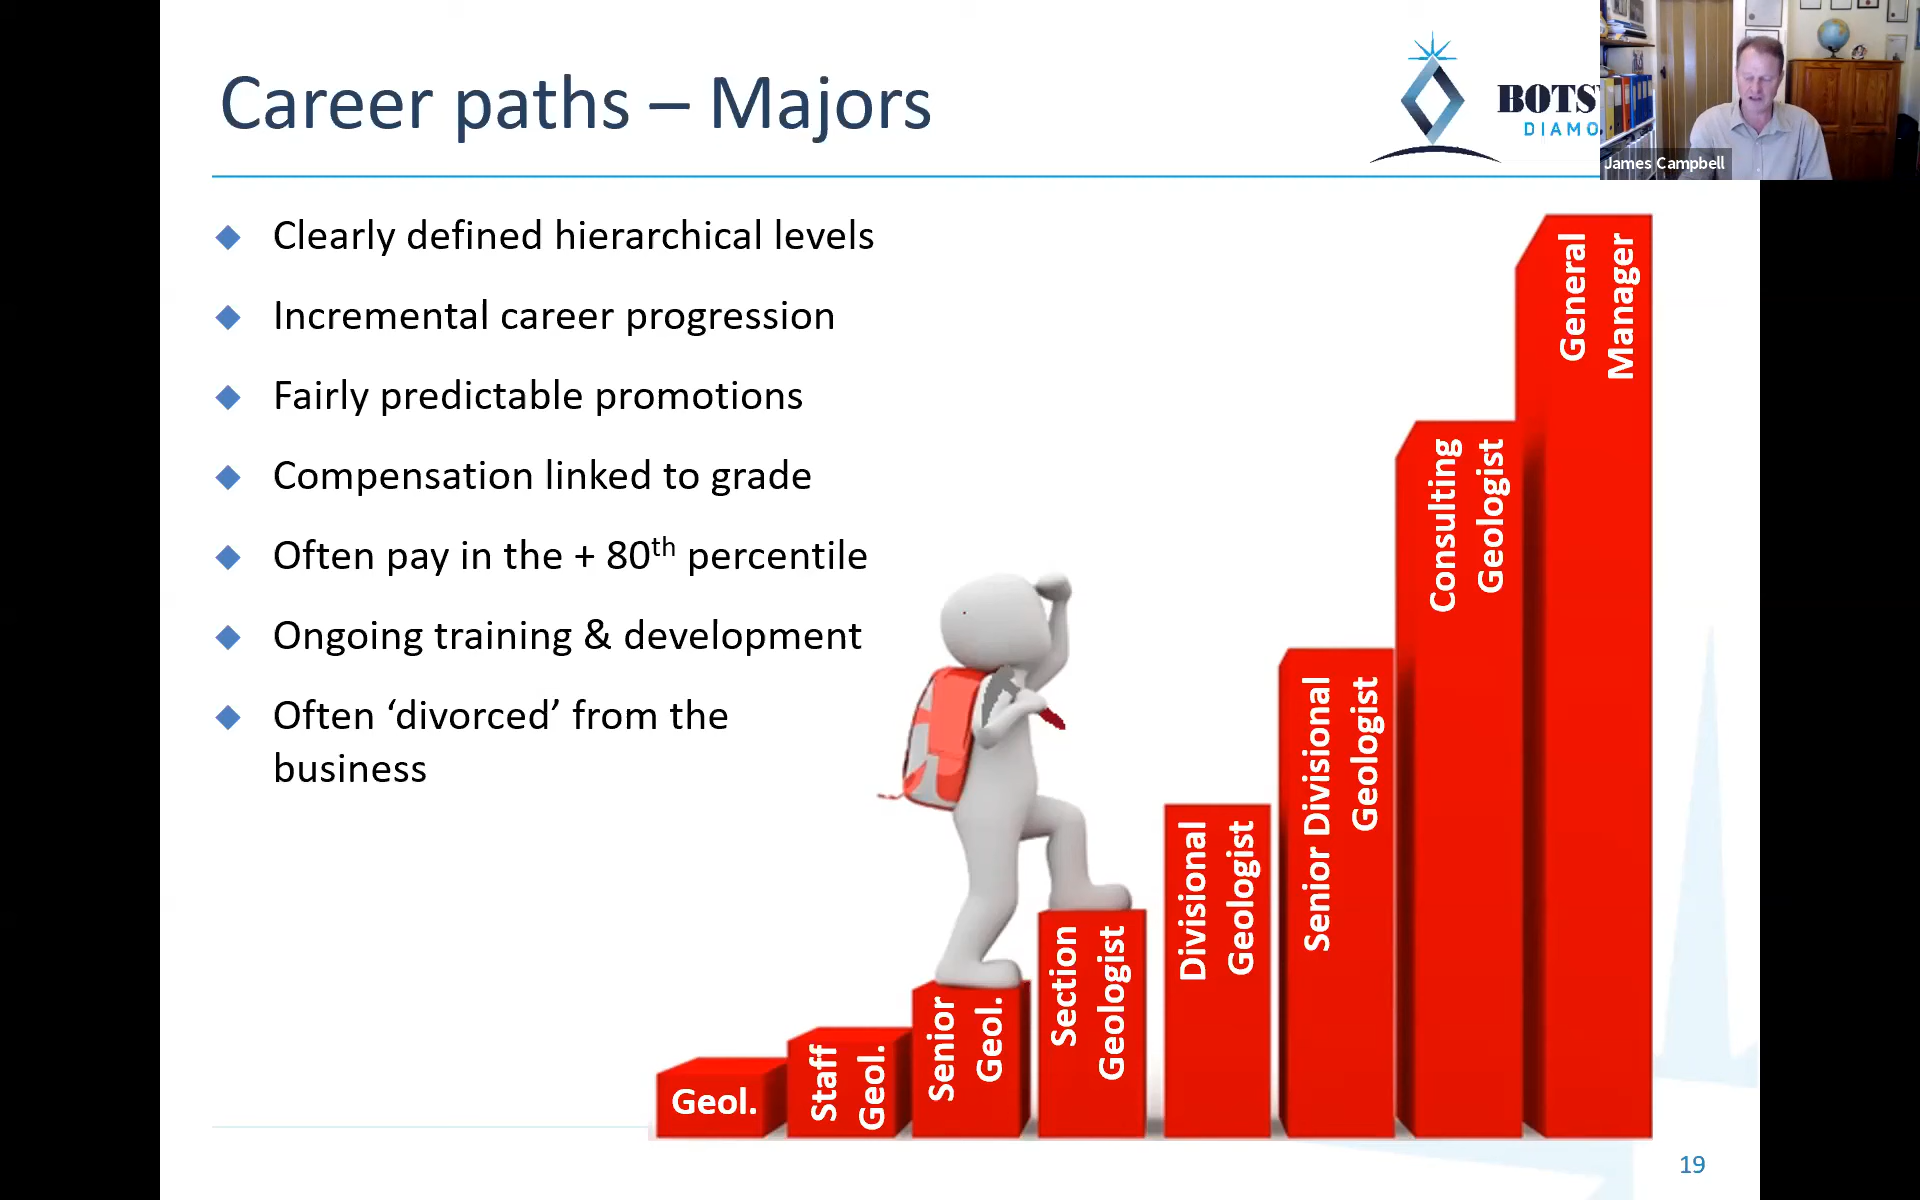 Career paths – Majors
BOTS
DIAMO
James Campbell
Clearly defined hierarchical levels
Incremental career progression
Fairly predictable promotions
Compensation linked to grade
Often pay in the + 80th percentile
Ongoing training & development
Often ‘divorced’ from the
business
Geol.
Staff
Geol.
Senior
Geol.
Section
Geologist
Divisional
Geologist
Senior Divisional
Geologist
Consulting
Geologist
General
Manager
19